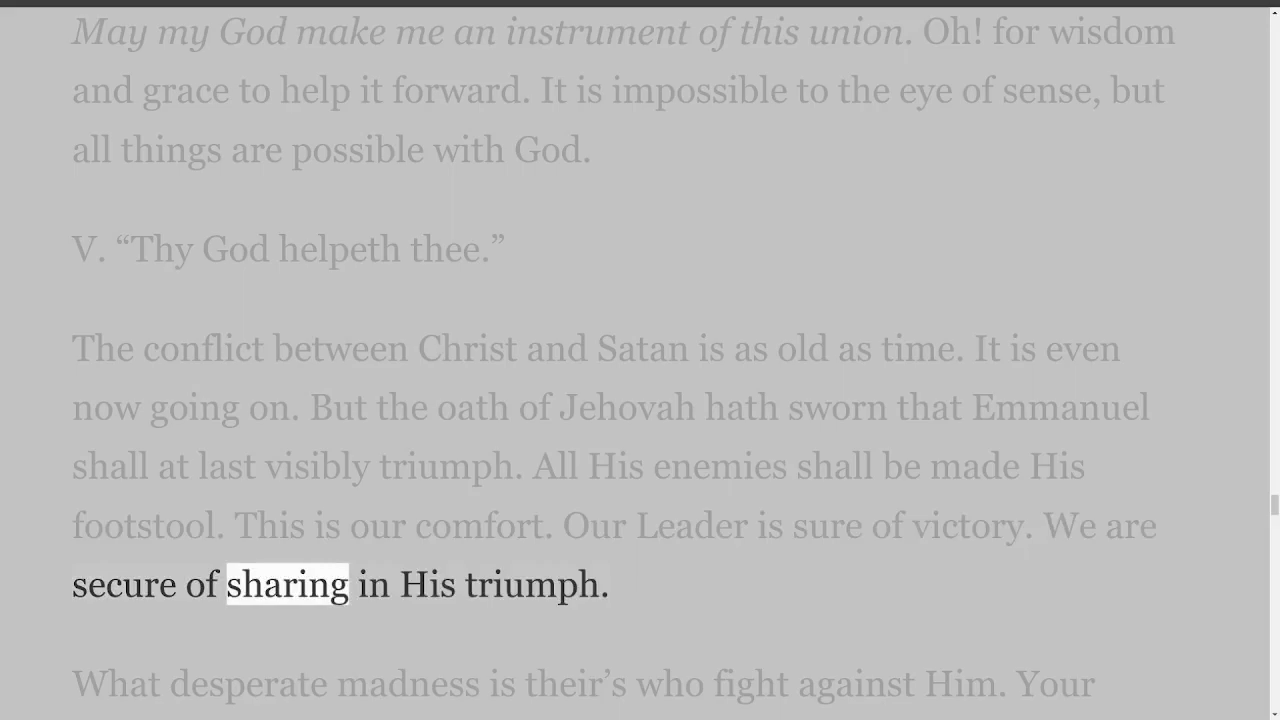 May my God make me an instrument of this union. Oh! for wisdom
and grace to help it forward. It is impossible to the eye of sense, but
all things are possible with God.
V. “Thy God helpeth thee.”
The conflict between Christ and Satan is as old as time. It is even
now going on. But the oath of Jehovah hath sworn that Emmanuel
shall at last visibly triumph. All His enemies shall be made His
footstool. This is our comfort. Our Leader is sure of victory. We are
secure of sharing in His triumph.
What desperate madness is their’s who fight against Him. Your